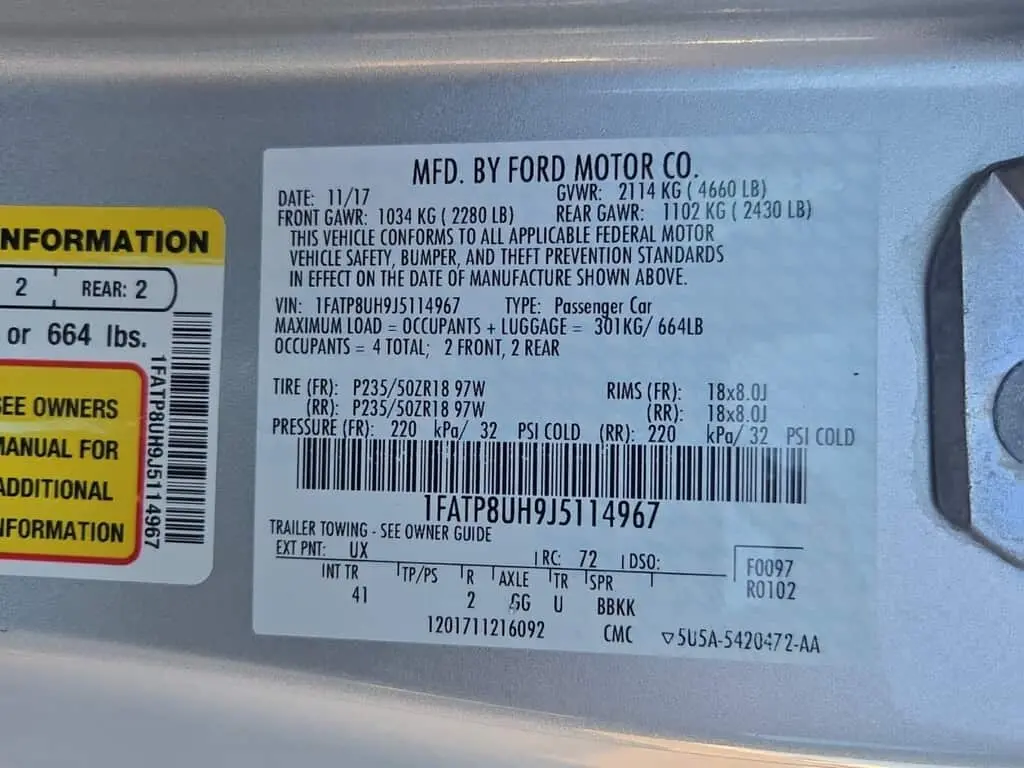 NFORMATION
2 REAR: 2
or 664 lbs.
SEE OWNERS
MANUAL FOR
ADDITIONAL
NFORMATION
1FATP8UH9J5114967
MFD. BY FORD MOTOR CO.
DATE: 11/17 GVWR: 2114 KG ( 4660 LB)
FRONT GAWR: 1034 KG ( 2280 LB) REAR GAWR: 1102 KG ( 2430 LB)
THIS VEHICLE CONFORMS TO ALL APPLICABLE FEDERAL MOTOR
VEHICLE SAFETY, BUMPER, AND THEFT PREVENTION STANDARDS
IN EFFECT ON THE DATE OF MANUFACTURE SHOWN ABOVE.
VIN: 1FATP8UH9J5114967 TYPE: Passenger Car
MAXIMUM LOAD = OCCUPANTS + LUGGAGE = 301KG/ 664LB
OCCUPANTS = 4 TOTAL; 2 FRONT, 2 REAR
TIRE (FR): P235/50ZR18 97W RIMS (FR): 18x8.0J
(RR): P235/50ZR18 97W (RR): 18x8.0J
PRESSURE (FR): 220 kPa/ 32 PSI COLD (RR): 220 kPa/ 32 PSI COLD
1FATP8UH9J5114967
TRAILER TOWING - SEE OWNER GUIDE
EXT PNT: UX RC: 72 DSO: F0097
R0102
INT TR TP/PS R AXLE TR SPR
41 2 GG U BBKK
1201711216092 CMC ▽5U5A-5420472-AA